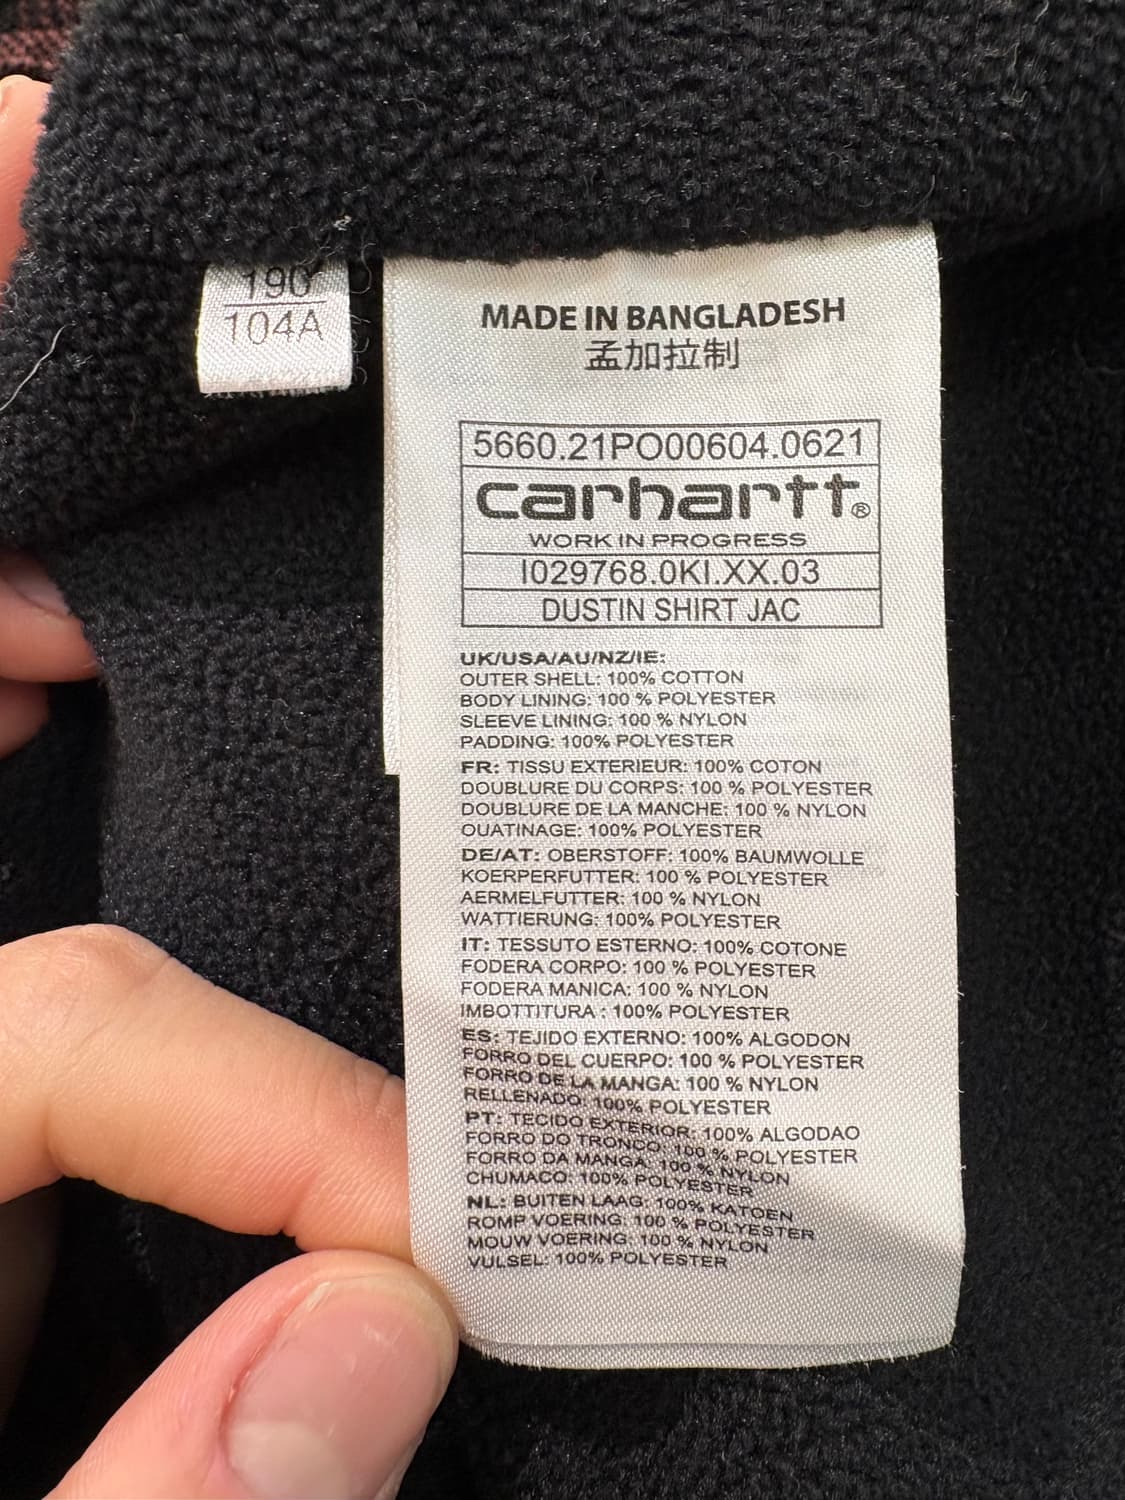 190
104A
MADE IN BANGLADESH
孟加拉制
5660.21PO00604.0621
carhartt®
WORK IN PROGRESS
I029768.0KI.XX.03
DUSTIN SHIRT JAC
UK/USA/AU/NZ/IE:
OUTER SHELL: 100% COTTON
BODY LINING: 100 % POLYESTER
SLEEVE LINING: 100 % NYLON
PADDING: 100% POLYESTER
FR: TISSU EXTERIEUR: 100% COTON
DOUBLURE DU CORPS: 100 % POLYESTER
DOUBLURE DE LA MANCHE: 100 % NYLON
OUATINAGE: 100% POLYESTER
DE/AT: OBERSTOFF: 100% BAUMWOLLE
KOERPERFUTTER: 100 % POLYESTER
AERMELFUTTER: 100 % NYLON
WATTIERUNG: 100% POLYESTER
IT: TESSUTO ESTERNO: 100% COTONE
FODERA CORPO: 100 % POLYESTER
FODERA MANICA: 100 % NYLON
IMBOTTITURA : 100% POLYESTER
ES: TEJIDO EXTERNO: 100% ALGODON
FORRO DEL CUERPO: 100 % POLYESTER
FORRO DE LA MANGA: 100 % NYLON
RELLENADO: 100% POLYESTER
PT: TECIDO EXTERIOR: 100% ALGODAO
FORRO DO TRONCO: 100 % POLYESTER
FORRO DA MANGA: 100 % NYLON
CHUMACO: 100% POLYESTER
NL: BUITEN LAAG: 100% KATOEN
ROMP VOERING: 100 % POLYESTER
MOUW VOERING: 100 % NYLON
VULSEL: 100% POLYESTER